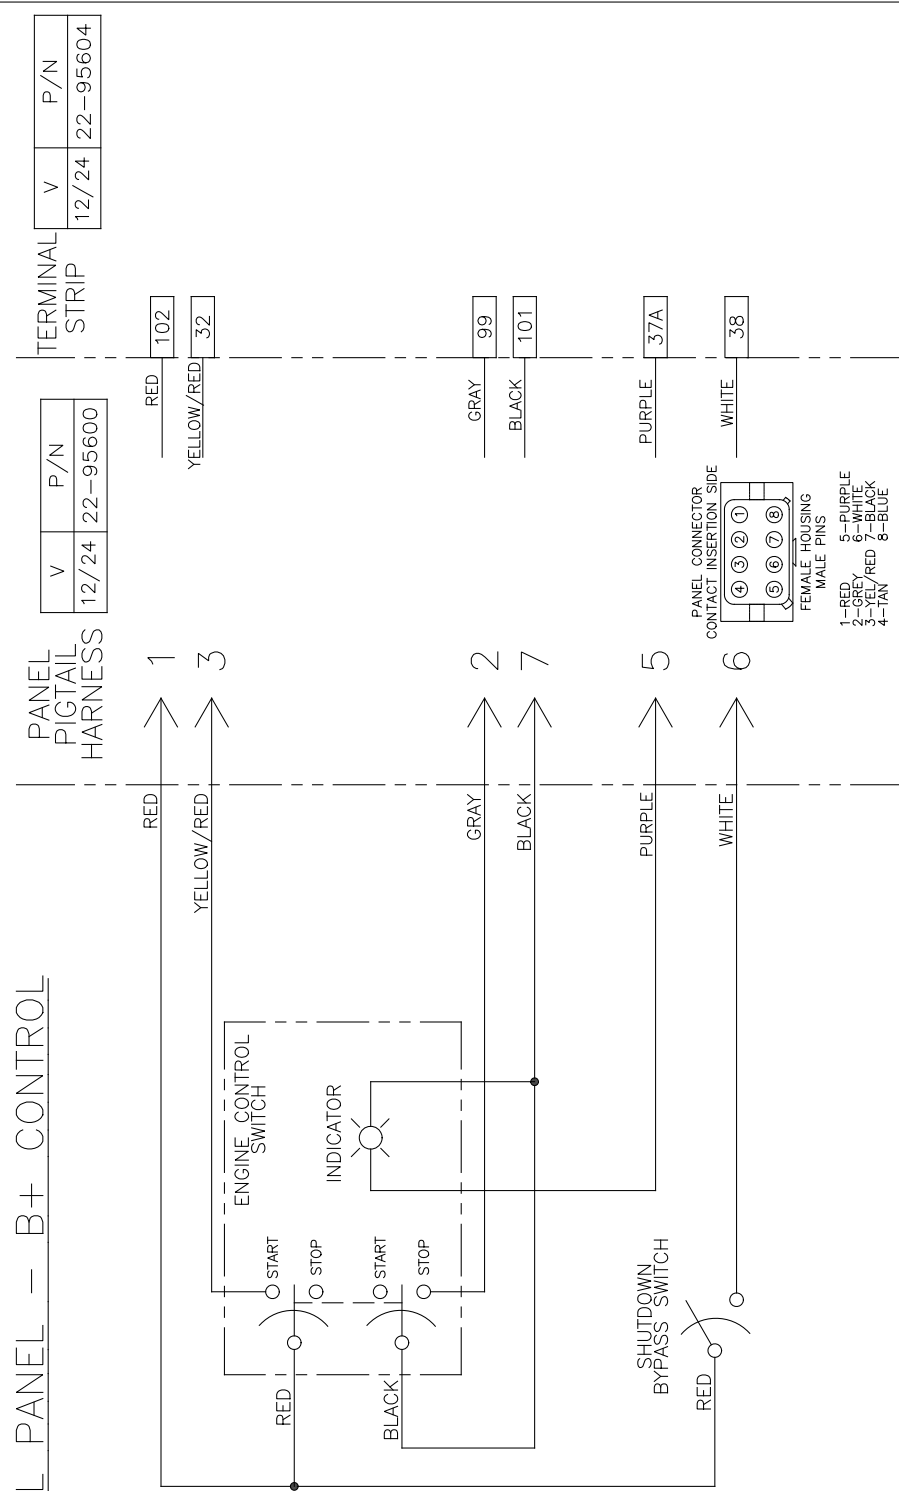 L PANEL - B+ CONTROL
PANEL
PIGTAIL
HARNESS
V P/N
12/24 22-95600
TERMINAL
STRIP
V P/N
12/24 22-95604
RED
1
RED
102
YELLOW/RED
3
YELLOW/RED
32
ENGINE CONTROL
SWITCH
INDICATOR
START
STOP
START
STOP
RED
BLACK
GRAY
2
GRAY
99
BLACK
7
BLACK
101
PURPLE
5
PURPLE
37A
SHUTDOWN
BYPASS SWITCH
RED
WHITE
6
WHITE
38
PANEL CONNECTOR
CONTACT INSERTION SIDE
4 3 2 1
5 6 7 8
FEMALE HOUSING
MALE PINS
1-RED 5-PURPLE
2-GREY 6-WHITE
3-YEL/RED 7-BLACK
4-TAN 8-BLUE